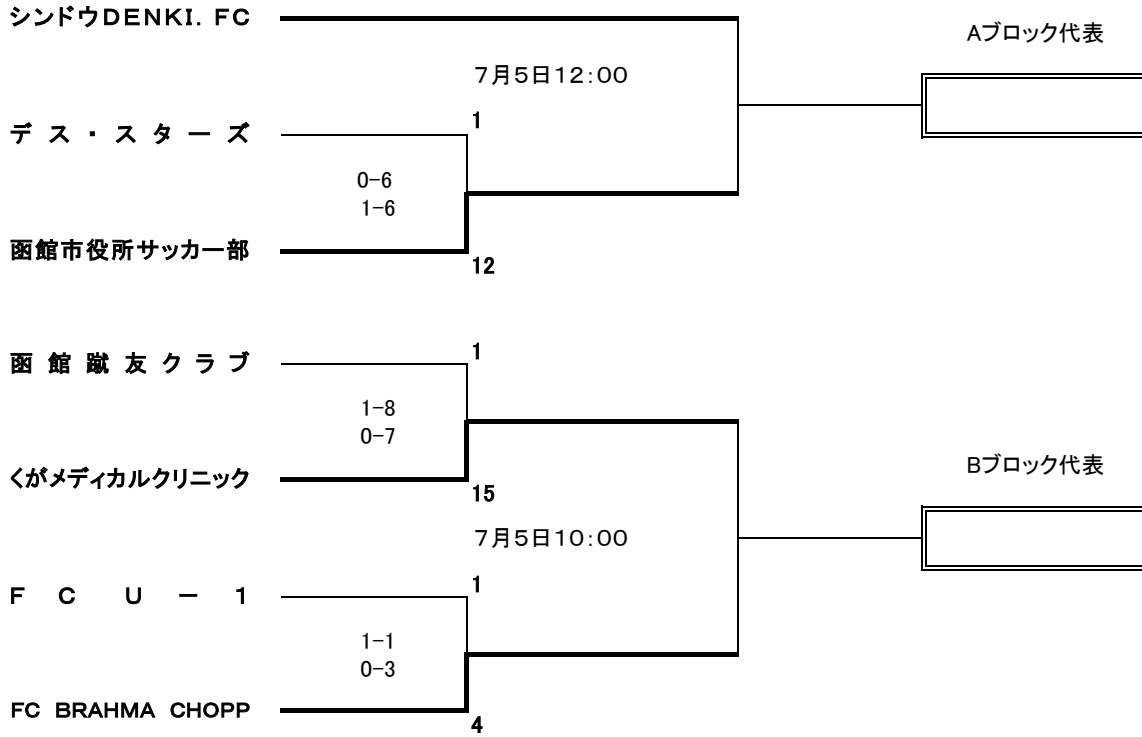 シンドウDENKI. FC
Aブロック代表
7月5日12:00
1
デス・スターズ
0-6
1-6
函館市役所サッカー部
12
1
函館蹴友クラブ
1-8
0-7
Bブロック代表
くがメディカルクリニック
15
7月5日10:00
1
FC U-1
1-1
0-3
FC BRAHMA CHOPP
4